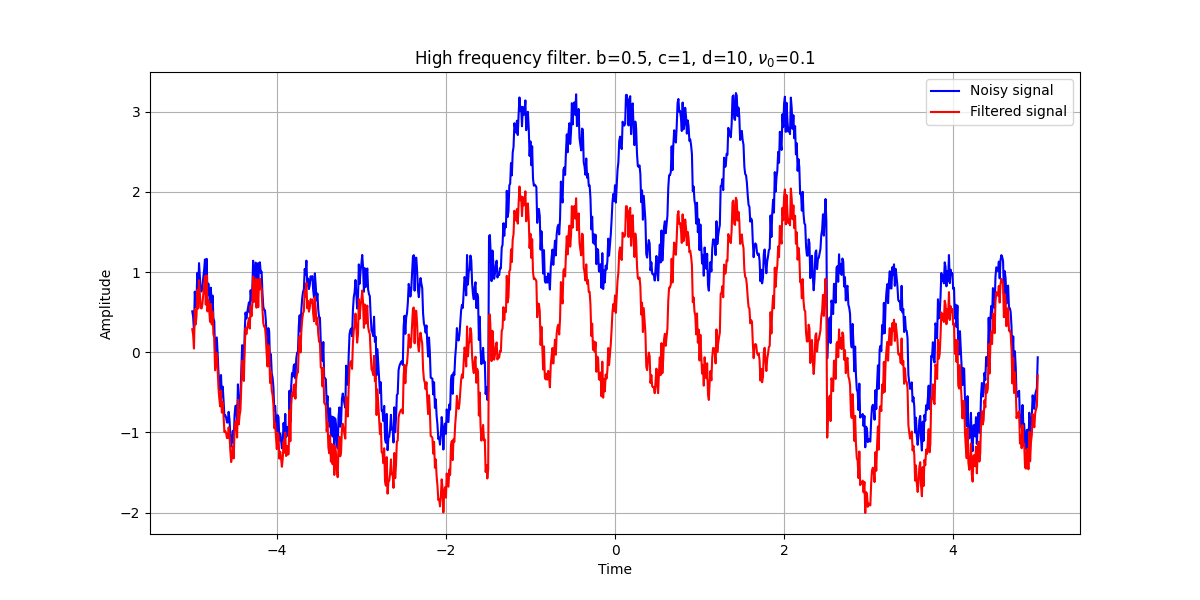 High frequency filter. b=0.5, c=1, d=10, ν₀=0.1
Noisy signal
Filtered signal
3
2
1
0
−1
−2
Amplitude
−4
−2
0
2
4
Time